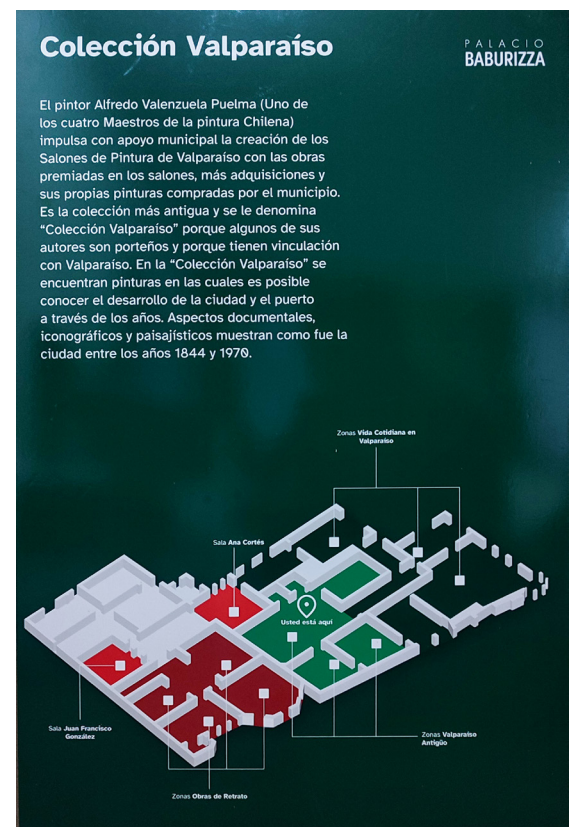 Colección Valparaíso
PALACIO
BABURIZZA
El pintor Alfredo Valenzuela Puelma (Uno de
los cuatro Maestros de la pintura Chilena)
impulsa con apoyo municipal la creación de los
Salones de Pintura de Valparaíso con las obras
premiadas en los salones, más adquisiciones y
sus propias pinturas compradas por el municipio.
Es la colección más antigua y se le denomina
“Colección Valparaíso” porque algunos de sus
autores son porteños y porque tienen vinculación
con Valparaíso. En la “Colección Valparaíso” se
encuentran pinturas en las cuales es posible
conocer el desarrollo de la ciudad y el puerto
a través de los años. Aspectos documentales,
iconográficos y paisajísticos muestran como fue la
ciudad entre los años 1844 y 1970.
Zonas Vida Cotidiana en
Valparaíso
Sala Ana Cortés
Usted está aquí
Sala Juan Francisco
González
Zonas Valparaíso
Antigüo
Zonas Obras de Retrato